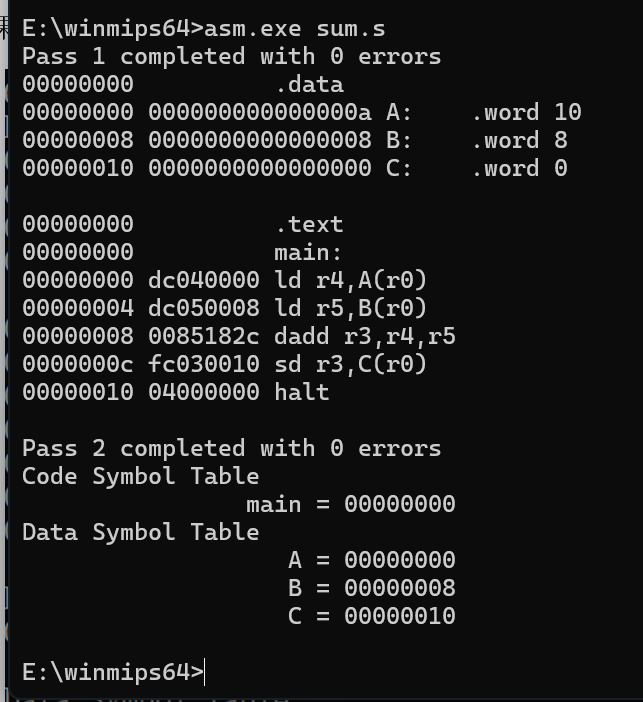 E:\winmips64>asm.exe sum.s
Pass 1 completed with 0 errors
00000000          .data
00000000 000000000000000a A:    .word 10
00000008 0000000000000008 B:    .word 8
00000010 0000000000000000 C:    .word 0
00000000          .text
00000000          main:
00000000 dc040000 ld r4,A(r0)
00000004 dc050008 ld r5,B(r0)
00000008 0085182c dadd r3,r4,r5
0000000c fc030010 sd r3,C(r0)
00000010 04000000 halt
Pass 2 completed with 0 errors
Code Symbol Table
                main = 00000000
Data Symbol Table
                   A = 00000000
                   B = 00000008
                   C = 00000010
E:\winmips64>